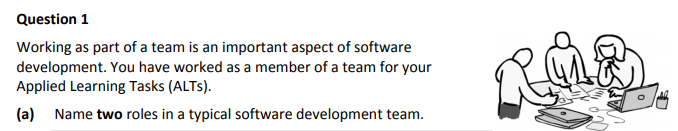 Question 1
Working as part of a team is an important aspect of software
development. You have worked as a member of a team for your
Applied Learning Tasks (ALTs).
(a) Name two roles in a typical software development team.